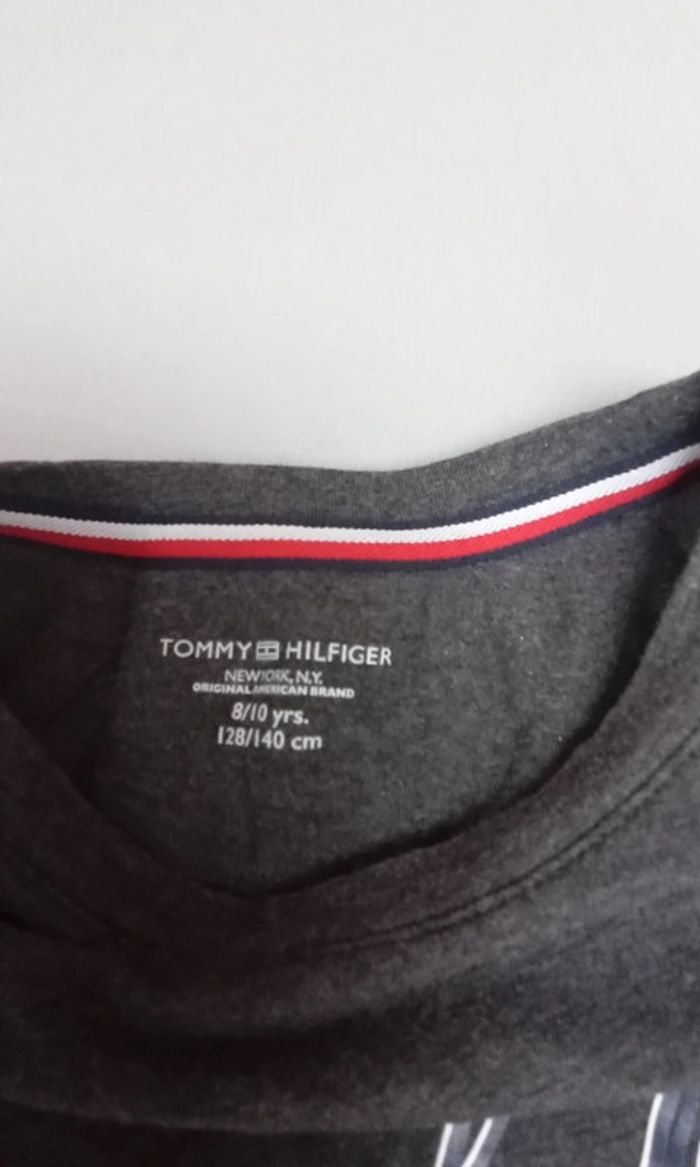 TOMMY HILFIGER
NEW YORK, N.Y.
ORIGINAL AMERICAN BRAND
8/10 yrs.
128/140 cm